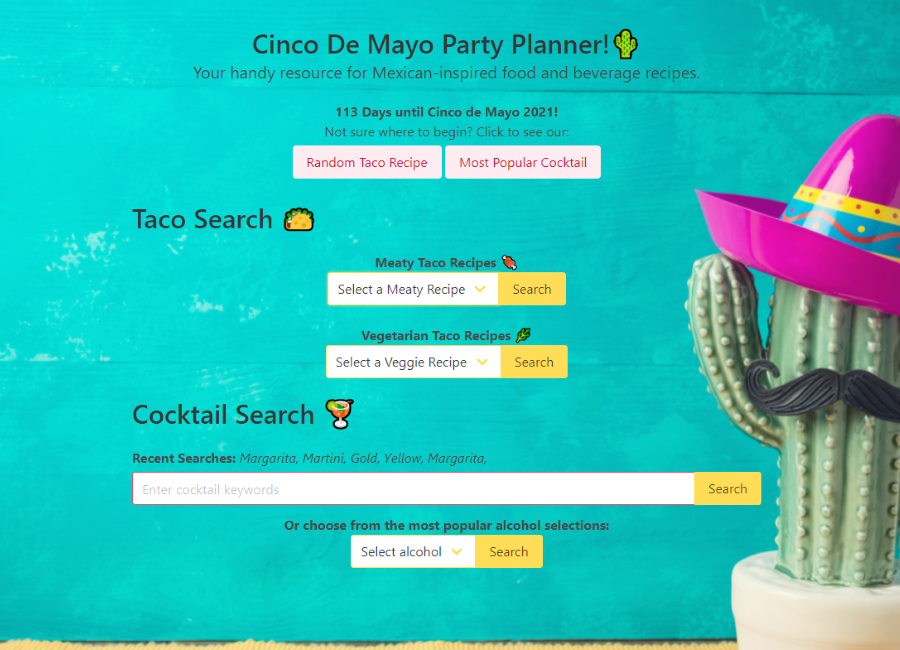 Cinco De Mayo Party Planner!🌵
Your handy resource for Mexican-inspired food and beverage recipes.
113 Days until Cinco de Mayo 2021!
Not sure where to begin? Click to see our:
Random Taco Recipe Most Popular Cocktail
Taco Search 🌮
Meaty Taco Recipes 🍖
Select a Meaty Recipe Search
Vegetarian Taco Recipes 🌿
Select a Veggie Recipe Search
Cocktail Search 🍹
Recent Searches: Margarita, Martini, Gold, Yellow, Margarita,
Enter cocktail keywords Search
Or choose from the most popular alcohol selections:
Select alcohol Search